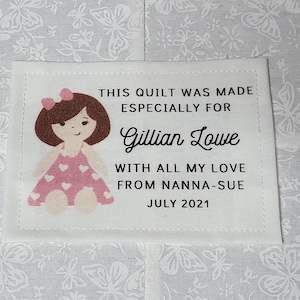 THIS QUILT WAS MADE
ESPECIALLY FOR
Gillian Lowe
WITH ALL MY LOVE
FROM NANNA-SUE
JULY 2021